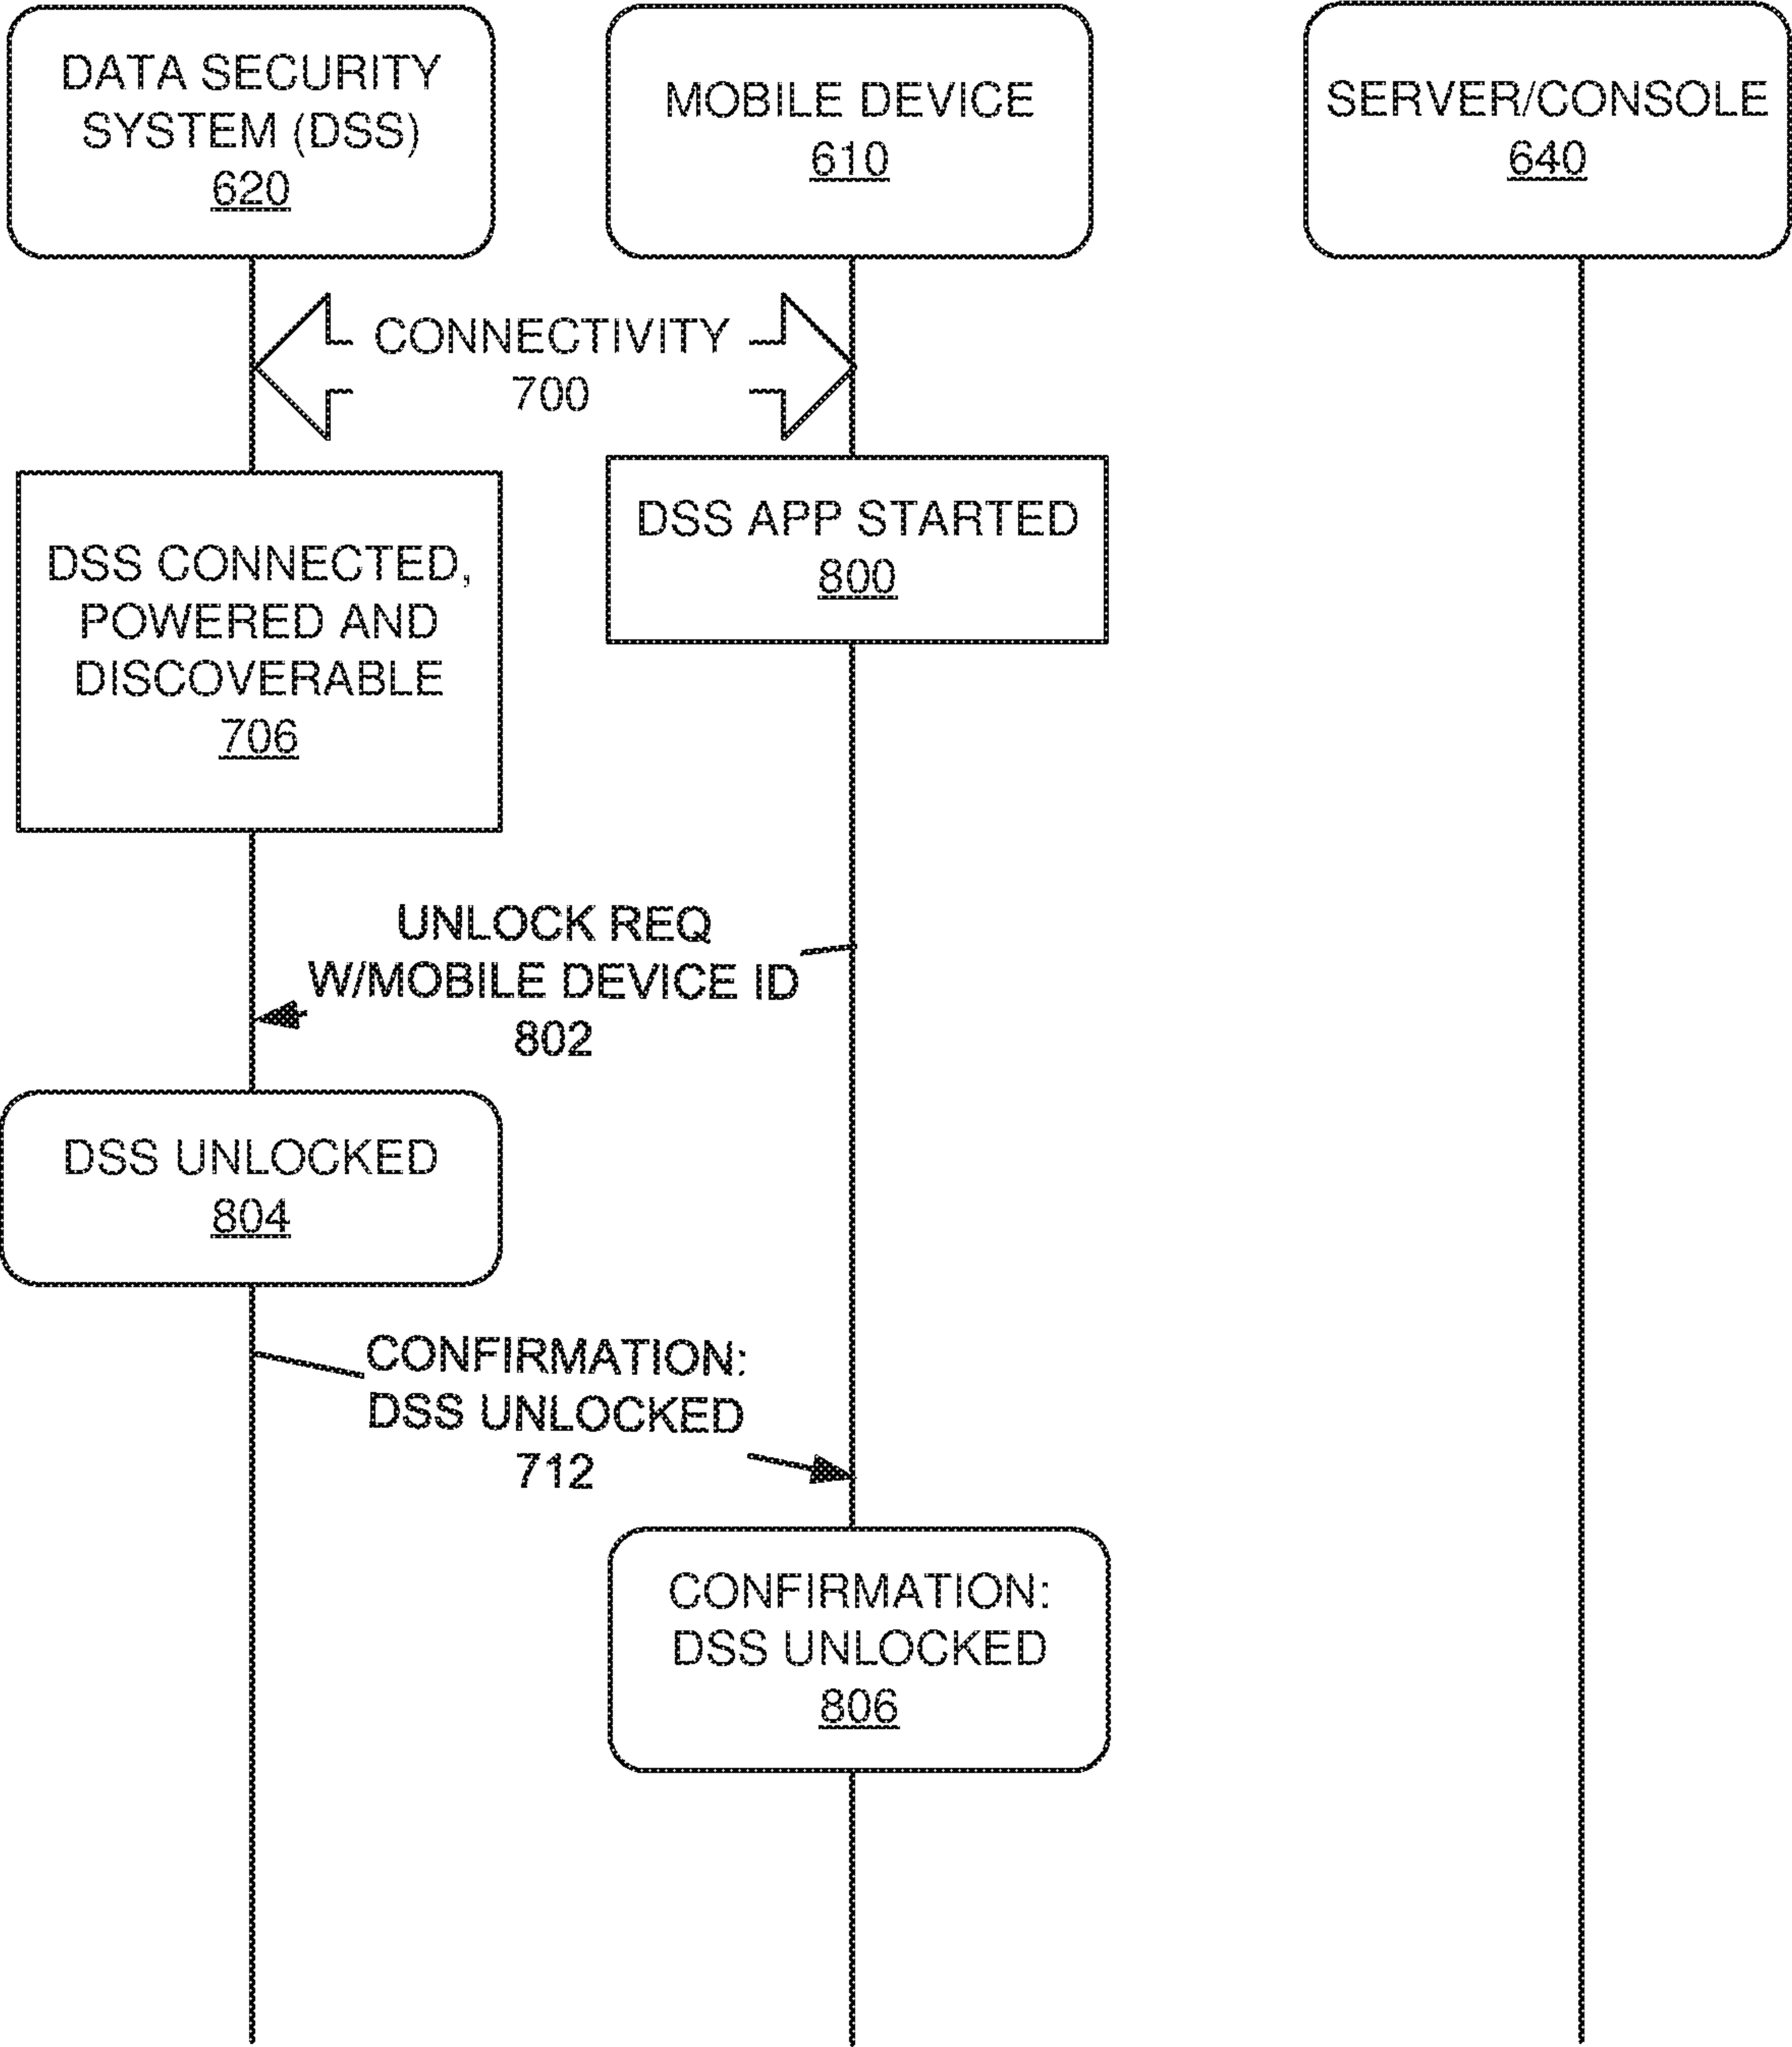 DATA SECURITY
SYSTEM (DSS)
620
MOBILE DEVICE
610
SERVER/CONSOLE
640
CONNECTIVITY
700
DSS CONNECTED,
POWERED AND
DISCOVERABLE
706
DSS APP STARTED
800
UNLOCK REQ
W/MOBILE DEVICE ID
802
DSS UNLOCKED
804
CONFIRMATION:
DSS UNLOCKED
712
CONFIRMATION:
DSS UNLOCKED
806